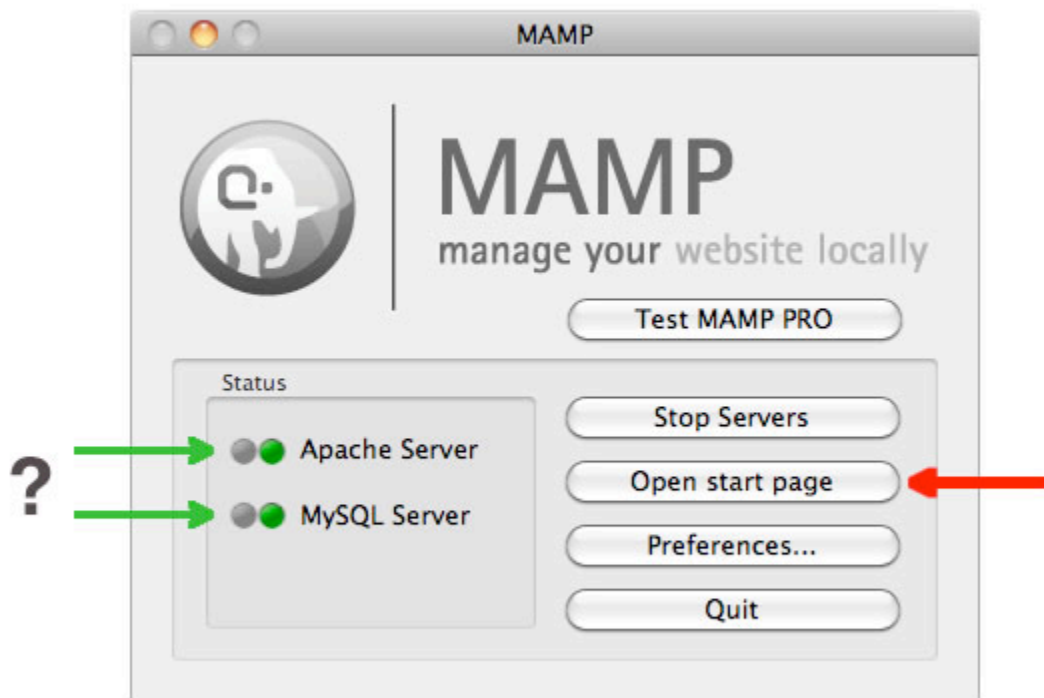 MAMP
MAMP
manage your website locally
Test MAMP PRO
Status
Apache Server
MySQL Server
?
Stop Servers
Open start page
Preferences...
Quit